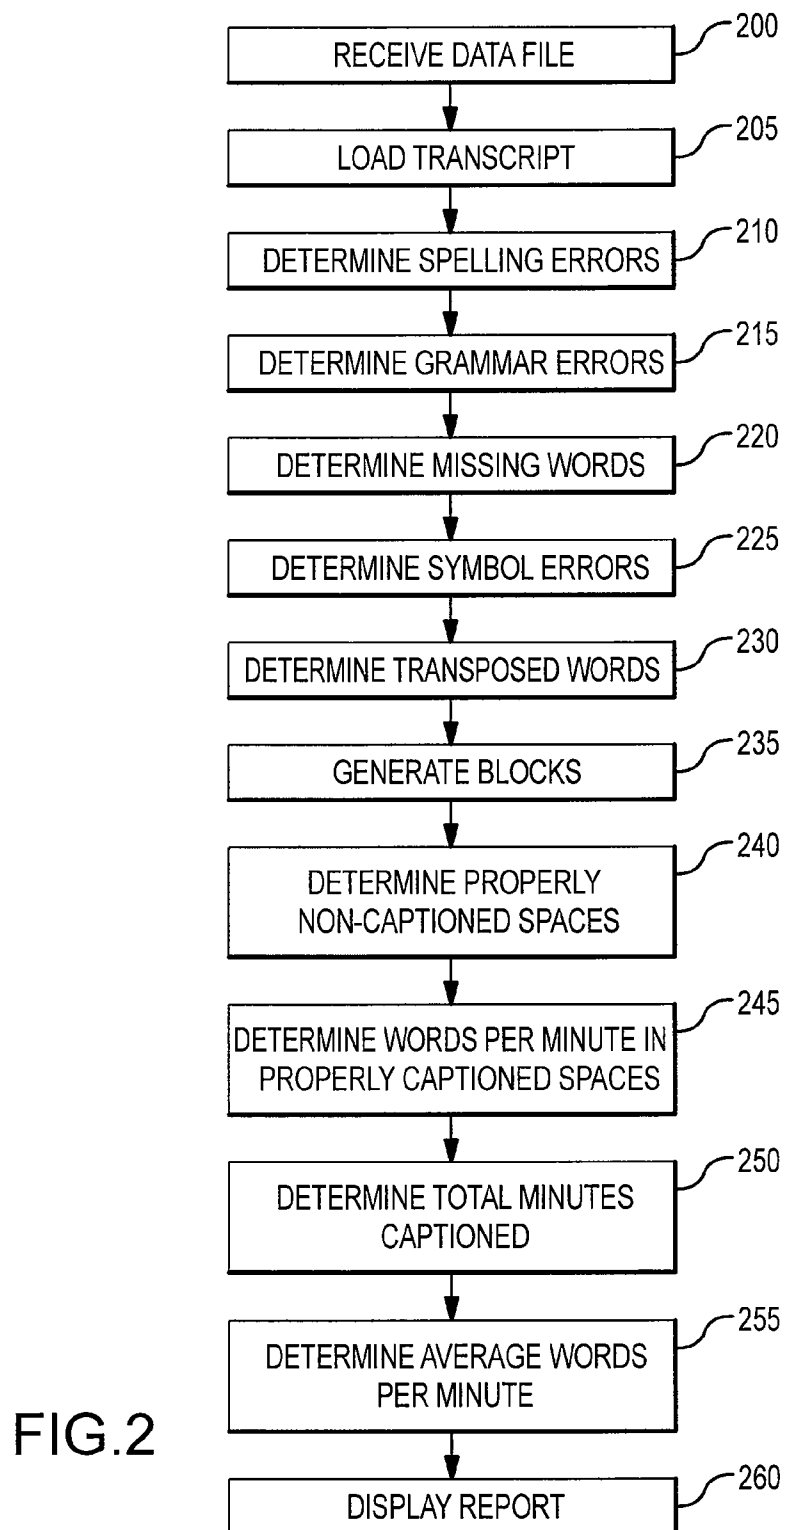 200
RECEIVE DATA FILE
205
LOAD TRANSCRIPT
210
DETERMINE SPELLING ERRORS
215
DETERMINE GRAMMAR ERRORS
220
DETERMINE MISSING WORDS
225
DETERMINE SYMBOL ERRORS
230
DETERMINE TRANSPOSED WORDS
235
GENERATE BLOCKS
240
DETERMINE PROPERLY
NON-CAPTIONED SPACES
245
DETERMINE WORDS PER MINUTE IN
PROPERLY CAPTIONED SPACES
250
DETERMINE TOTAL MINUTES
CAPTIONED
255
DETERMINE AVERAGE WORDS
PER MINUTE
FIG.2
260
DISPLAY REPORT